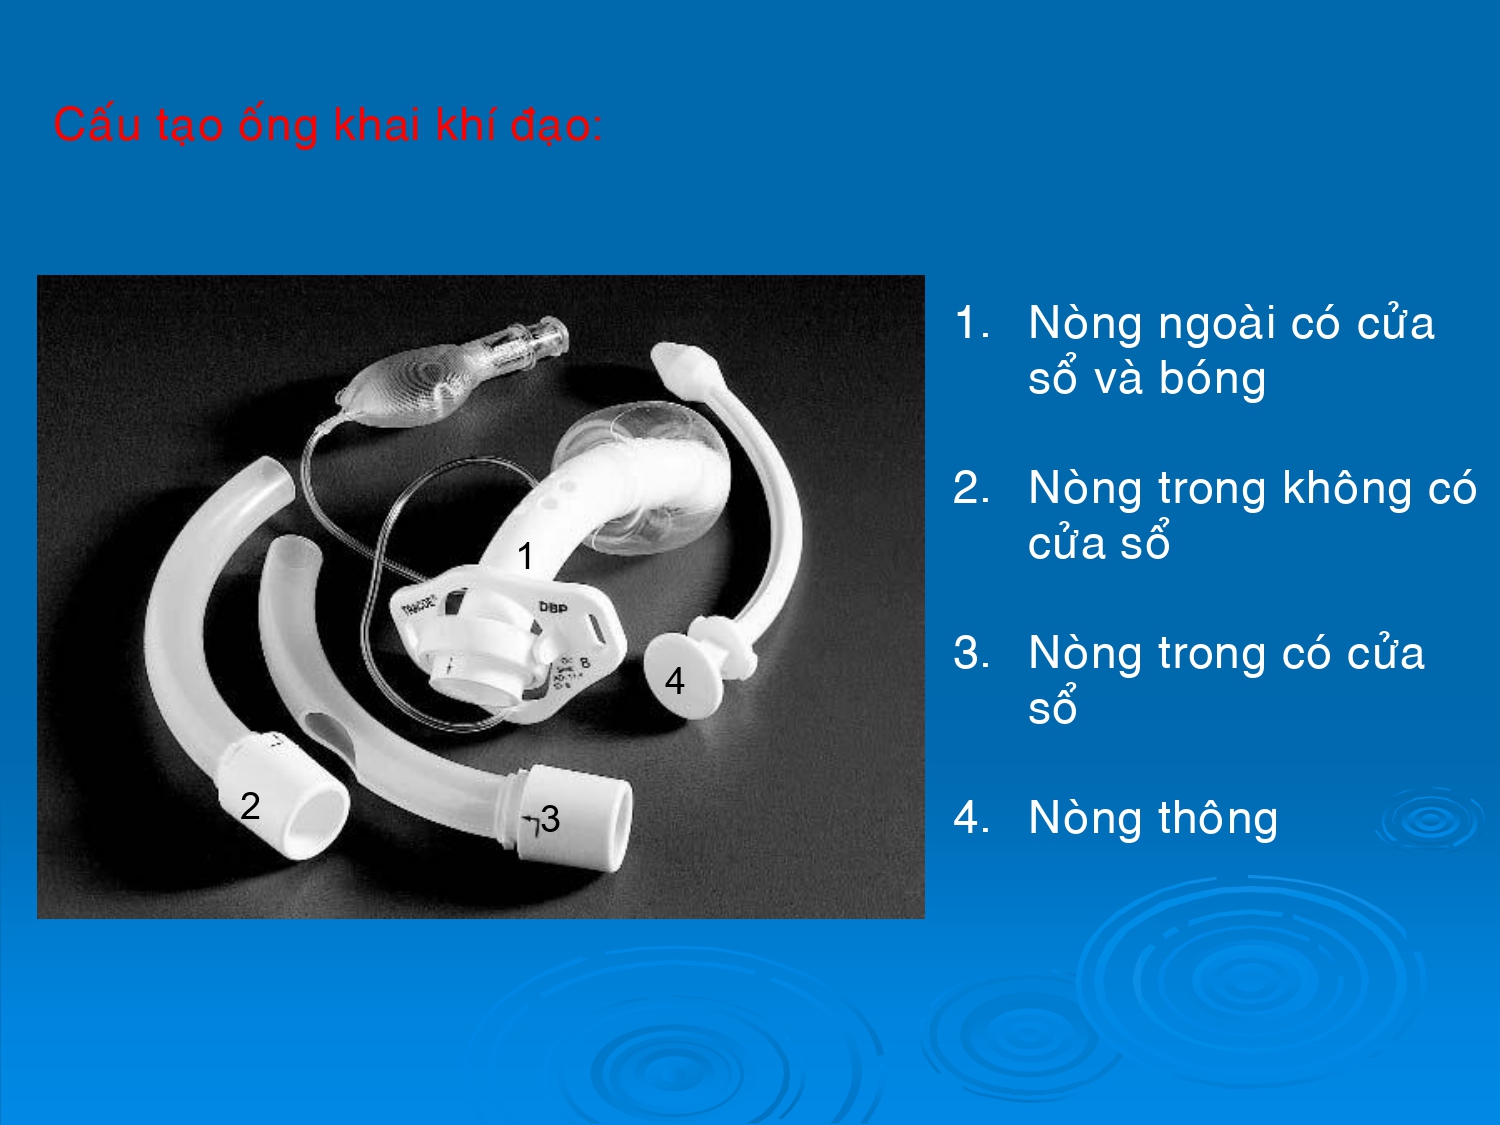 Cấu tạo ống khai khí đạo:
1. Nòng ngoài có cửa
sổ và bóng
2. Nòng trong không có
cửa sổ
3. Nòng trong có cửa
sổ
4. Nòng thông
1
TRACOE
DBP
8
4
2
3